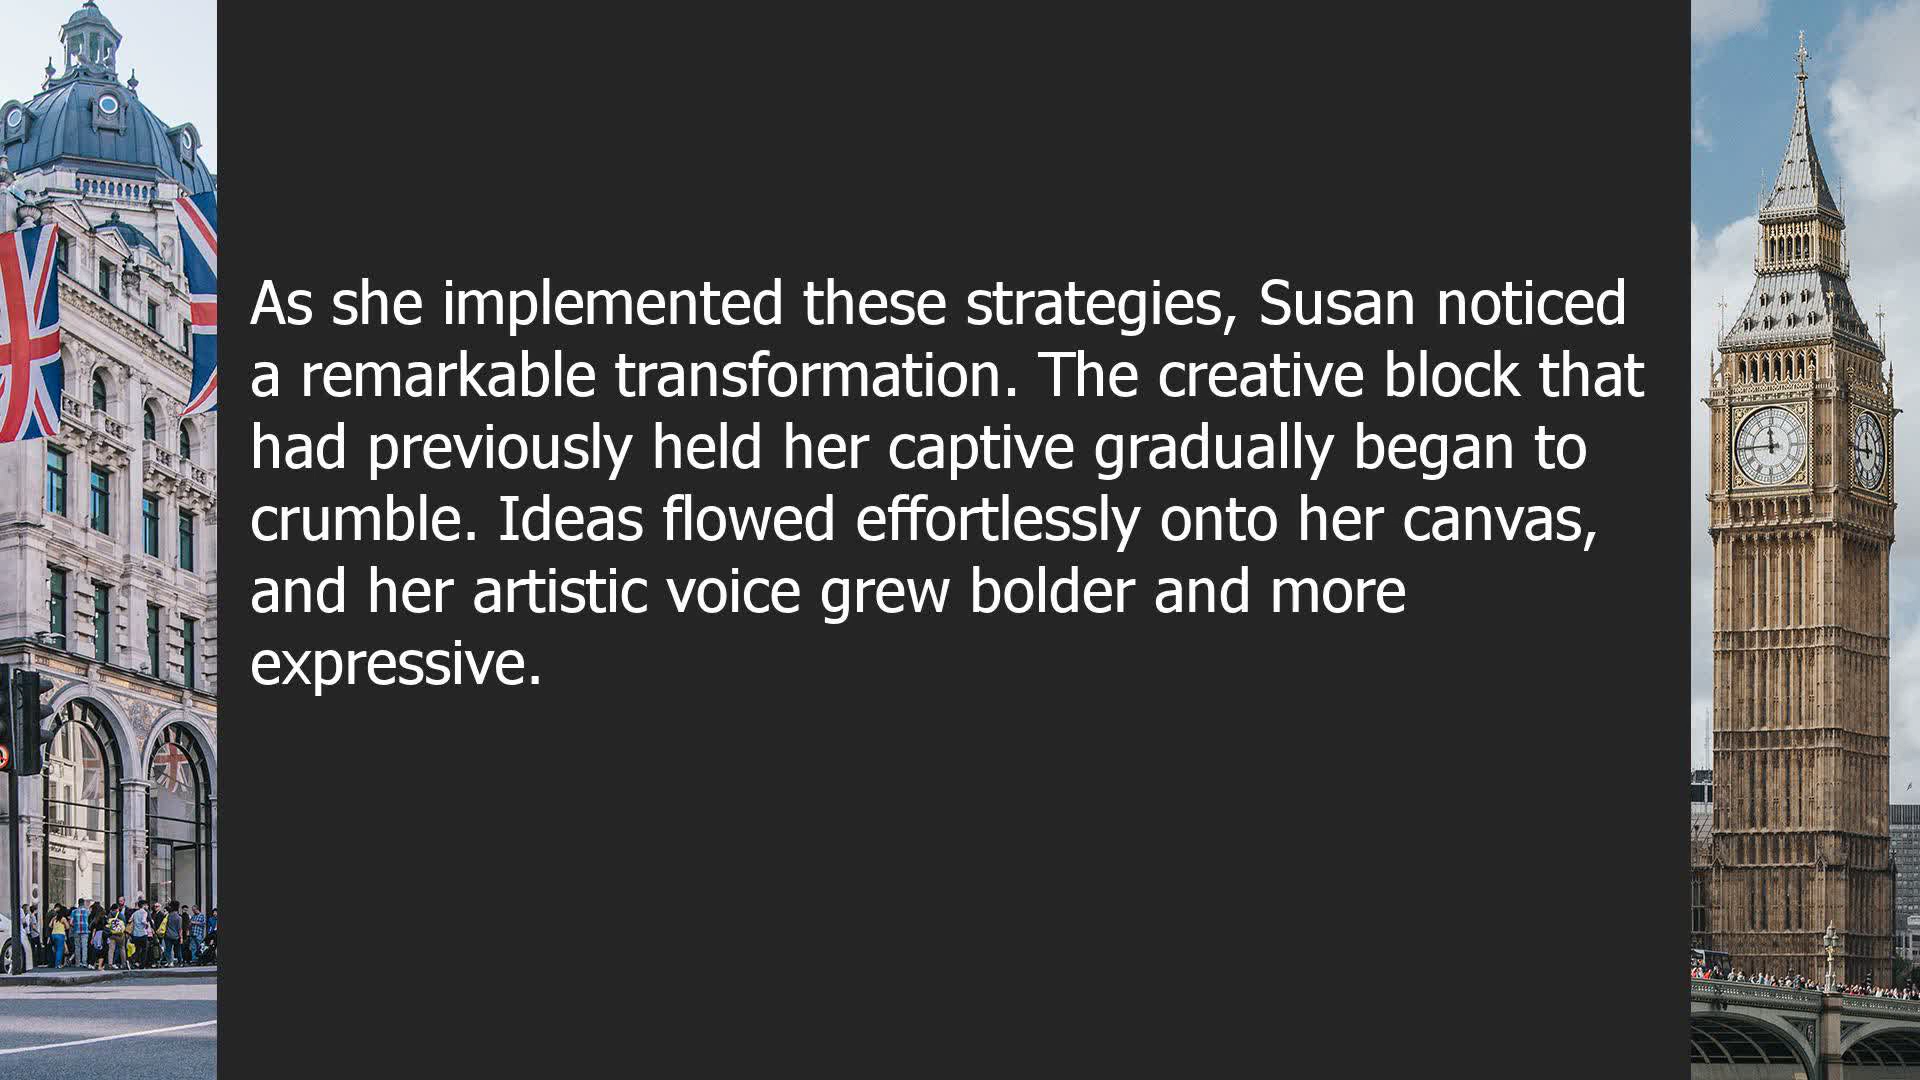 As she implemented these strategies, Susan noticed
a remarkable transformation. The creative block that
had previously held her captive gradually began to
crumble. Ideas flowed effortlessly onto her canvas,
and her artistic voice grew bolder and more
expressive.